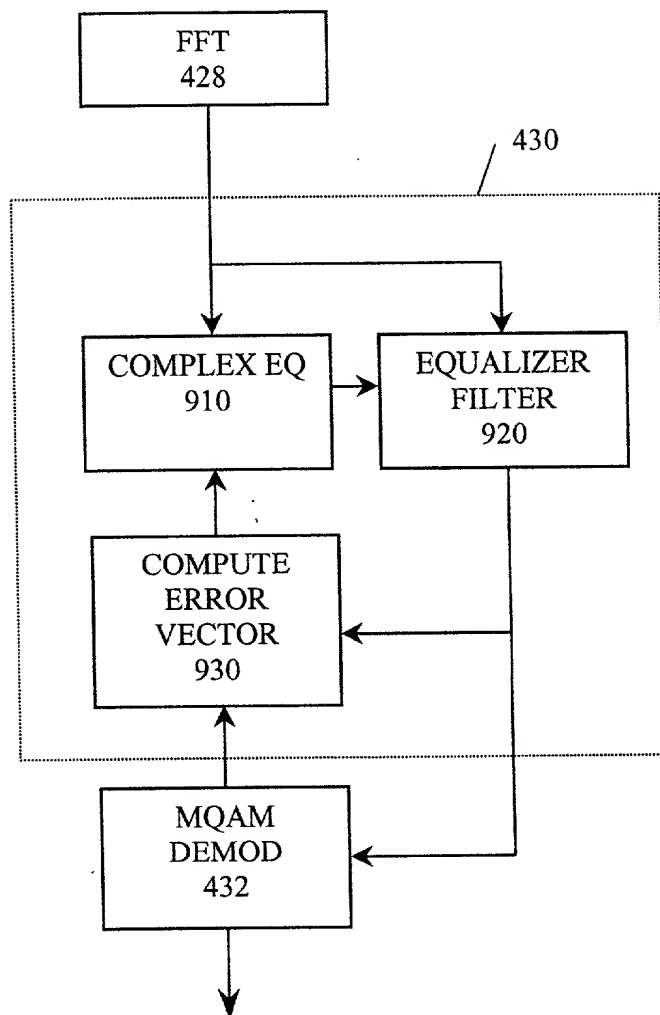 FFT
428
430
COMPLEX EQ
910
EQUALIZER
FILTER
920
COMPUTE
ERROR
VECTOR
930
MQAM
DEMOD
432